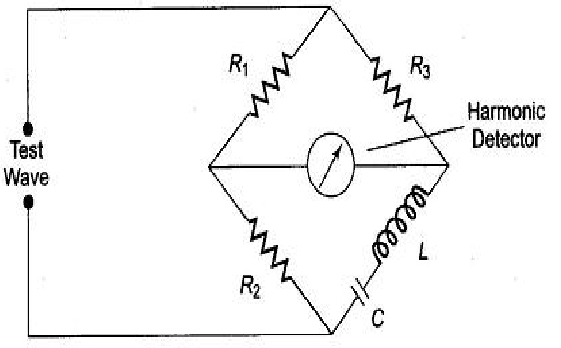 R1
R3
Harmonic
Detector
Test
Wave
R2
L
C